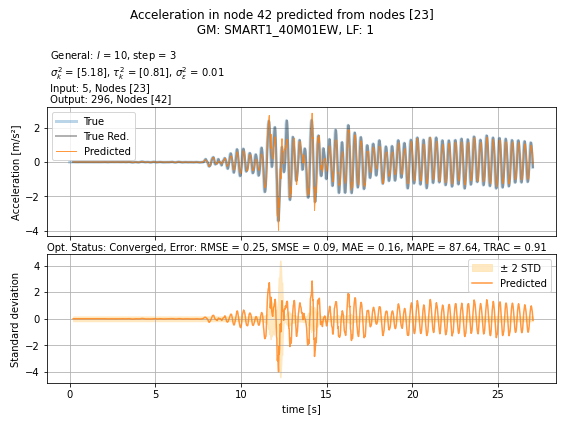 Acceleration in node 42 predicted from nodes [23]
GM: SMART1_40M01EW, LF: 1
General: l = 10, step = 3
σ²ₖ = [5.18], τ²ₖ = [0.81], σ²ε = 0.01
Input: 5, Nodes [23]
Output: 296, Nodes [42]
True
True Red.
Predicted
Acceleration [m/s²]
2
0
−2
−4
Opt. Status: Converged, Error: RMSE = 0.25, SMSE = 0.09, MAE = 0.16, MAPE = 87.64, TRAC = 0.91
± 2 STD
Predicted
Standard deviation
4
2
0
−2
−4
0 5 10 15 20 25
time [s]